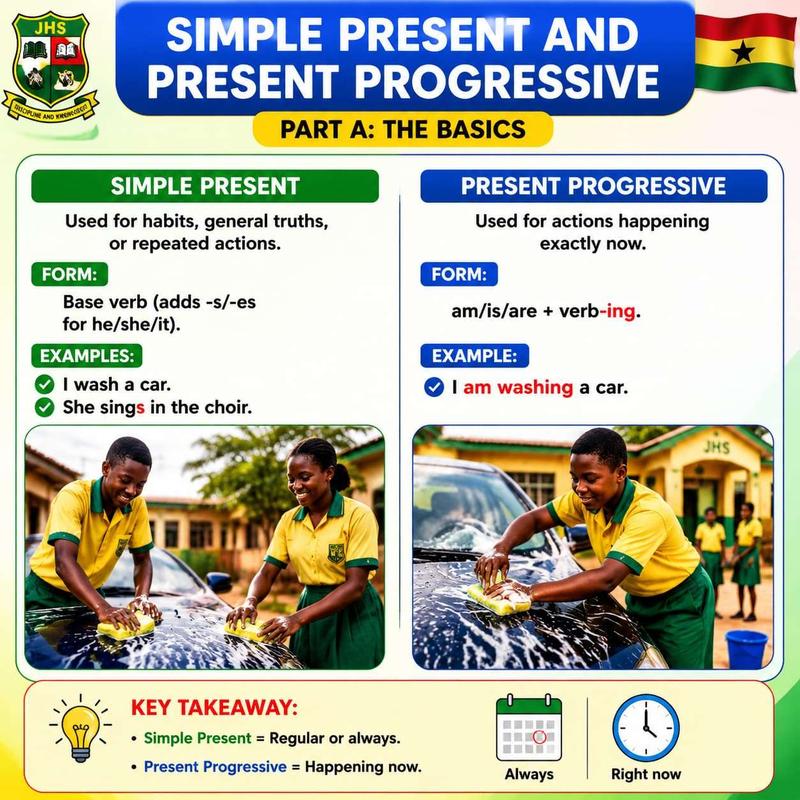 JHS
DISCIPLINE AND KNOWLEDGE
SIMPLE PRESENT AND
PRESENT PROGRESSIVE
PART A: THE BASICS
SIMPLE PRESENT
Used for habits, general truths,
or repeated actions.
FORM:
Base verb (adds -s/-es
for he/she/it).
EXAMPLES:
I wash a car.
She sings in the choir.
PRESENT PROGRESSIVE
Used for actions happening
exactly now.
FORM:
am/is/are + verb-ing.
EXAMPLE:
I am washing a car.
JHS
KEY TAKEAWAY:
• Simple Present = Regular or always.
• Present Progressive = Happening now.
Always
Right now